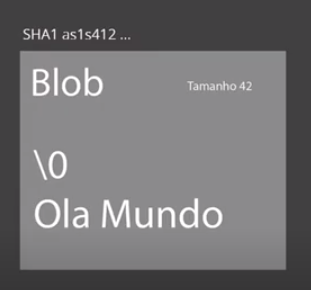 SHA1 as1s412 ...
Blob Tamanho 42
\0
Ola Mundo